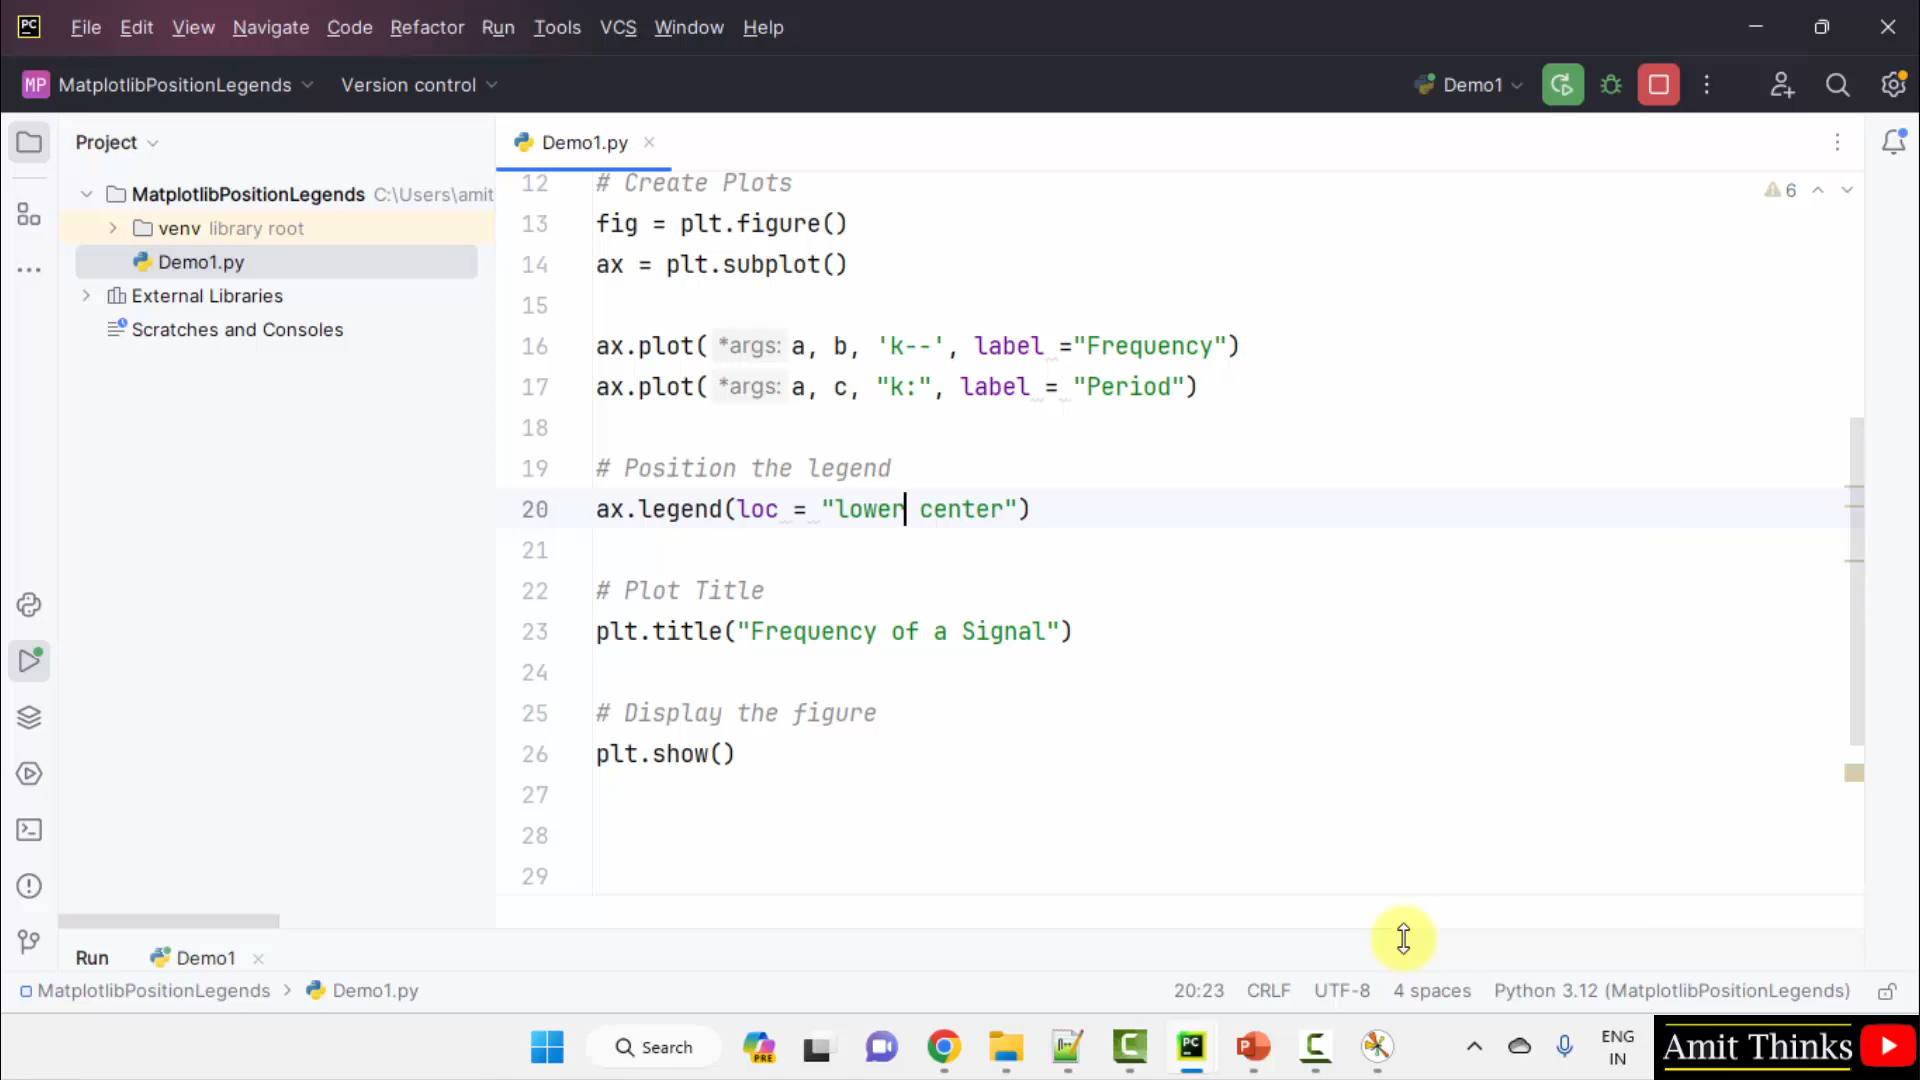 PC File Edit View Navigate Code Refactor Run Tools VCS Window Help
MP MatplotlibPositionLegends Version control Demo1
Project
Demo1.py
MatplotlibPositionLegends C:\Users\amit
venv library root
Demo1.py
External Libraries
Scratches and Consoles
6
12 # Create Plots
13 fig = plt.figure()
14 ax = plt.subplot()
15
16 ax.plot( *args: a, b, 'k--', label ="Frequency")
17 ax.plot( *args: a, c, "k:", label = "Period")
18
19 # Position the legend
20 ax.legend(loc = "lower center")
21
22 # Plot Title
23 plt.title("Frequency of a Signal")
24
25 # Display the figure
26 plt.show()
27
28
29
Run Demo1
MatplotlibPositionLegends > Demo1.py 20:23 CRLF UTF-8 4 spaces Python 3.12 (MatplotlibPositionLegends)
Search PRE PC ENG
IN
Amit Thinks